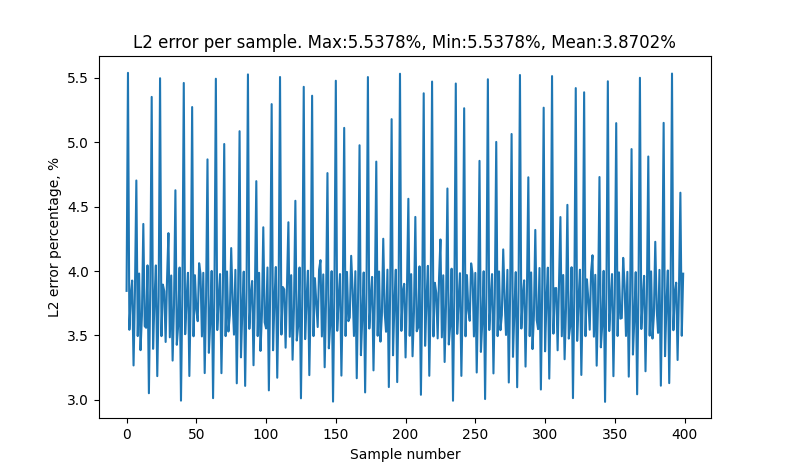 L2 error per sample. Max:5.5378%, Min:5.5378%, Mean:3.8702%
5.5
5.0
4.5
4.0
3.5
3.0
L2 error percentage, %
0 50 100 150 200 250 300 350 400
Sample number